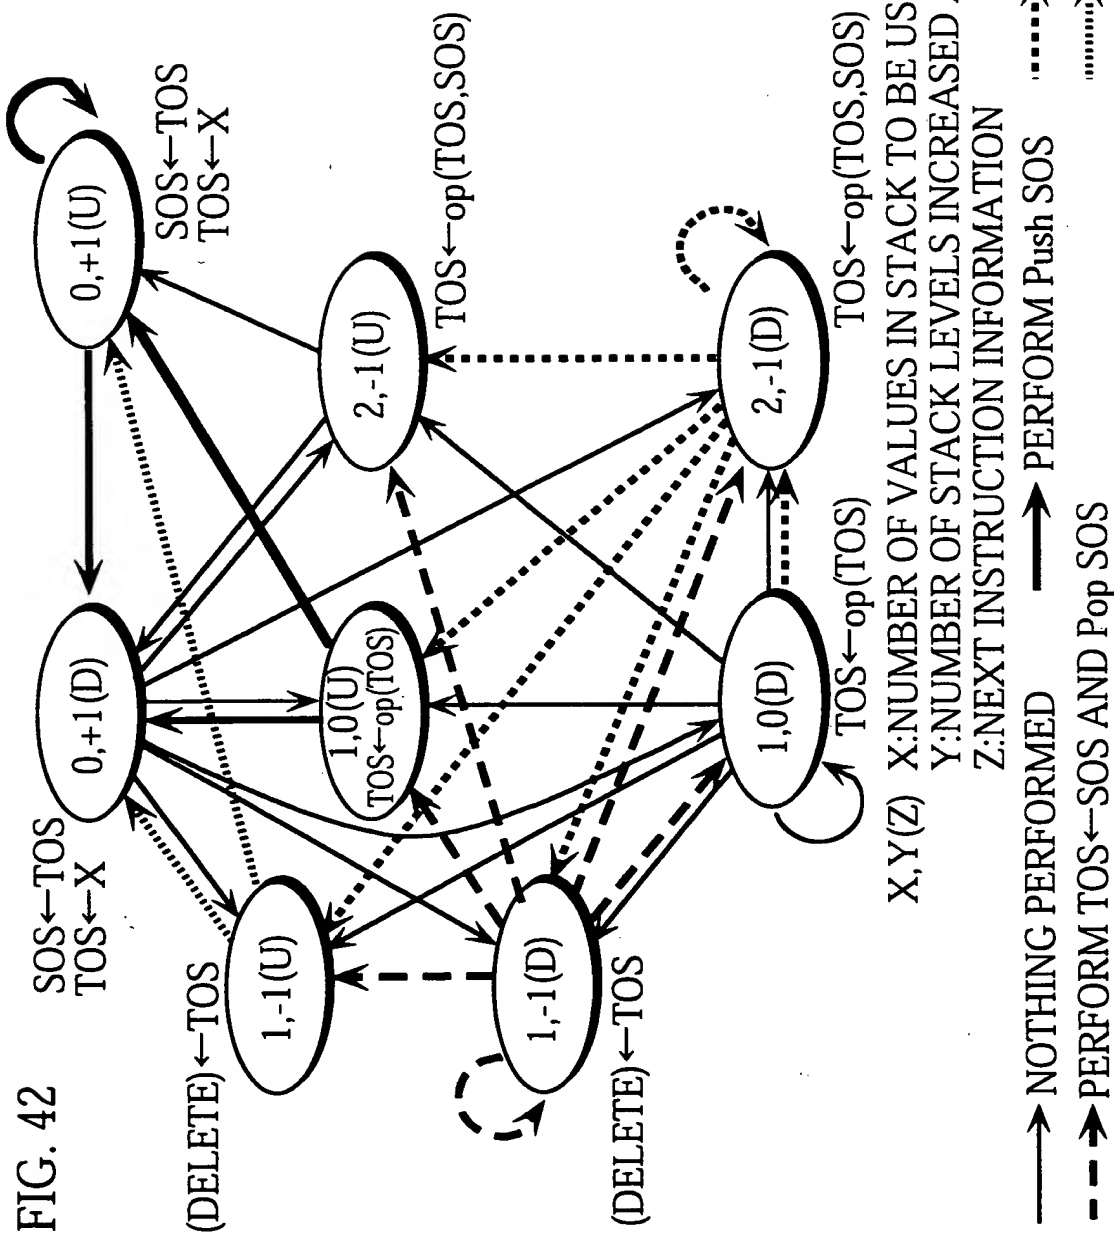 FIG. 42
SOS←TOS
TOS←X
0,+1(D)
0,+1(U)
SOS←TOS
TOS←X
(DELETE)←TOS
1,-1(U)
1,0(U)
TOS←op(TOS)
2,-1(U)
TOS←op(TOS,SOS)
1,-1(D)
(DELETE)←TOS
1,0(D)
TOS←op(TOS)
2,-1(D)
TOS←op(TOS,SOS)
X,Y(Z) X:NUMBER OF VALUES IN STACK TO BE US
Y:NUMBER OF STACK LEVELS INCREASED
Z:NEXT INSTRUCTION INFORMATION
NOTHING PERFORMED
PERFORM Push SOS
PERFORM TOS←SOS AND Pop SOS